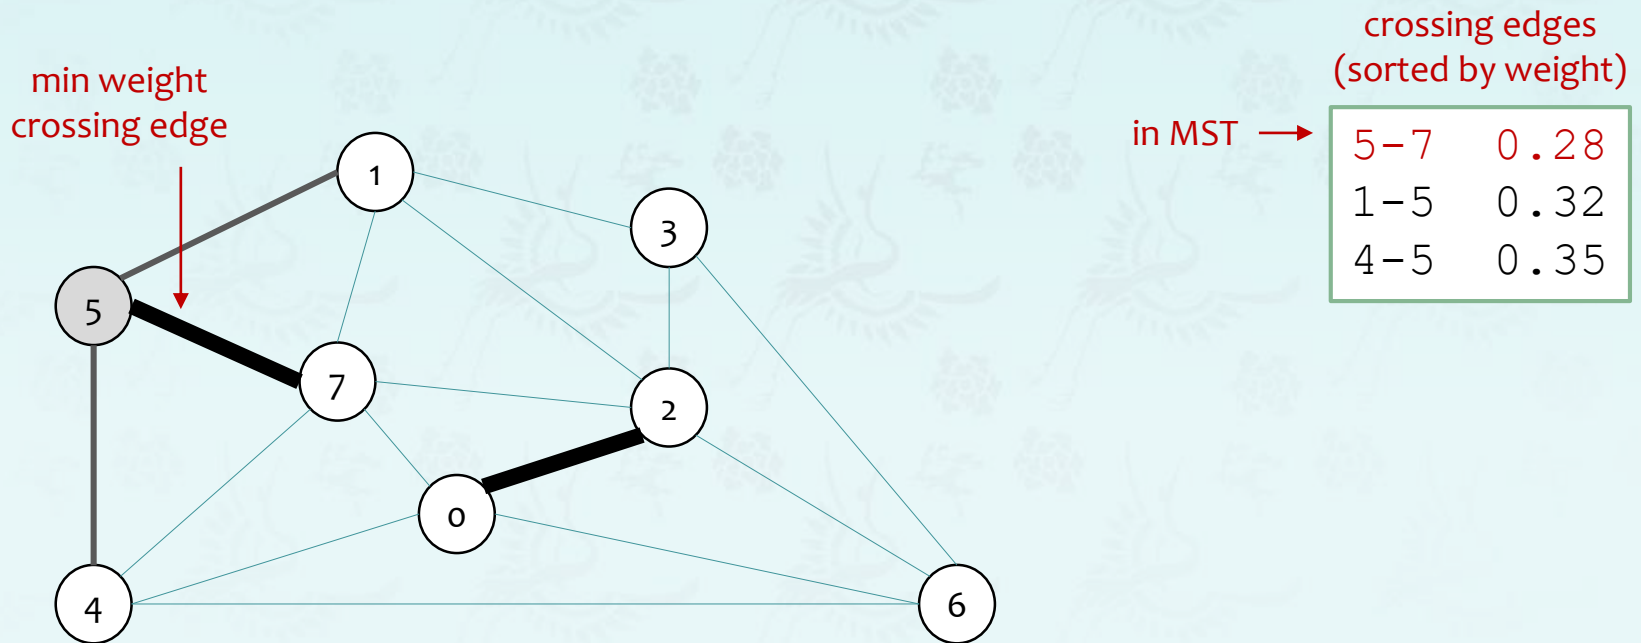 crossing edges
(sorted by weight)
min weight
crossing edge
in MST
5-7 0.28
1-5 0.32
4-5 0.35
1
3
5
7
2
0
4
6